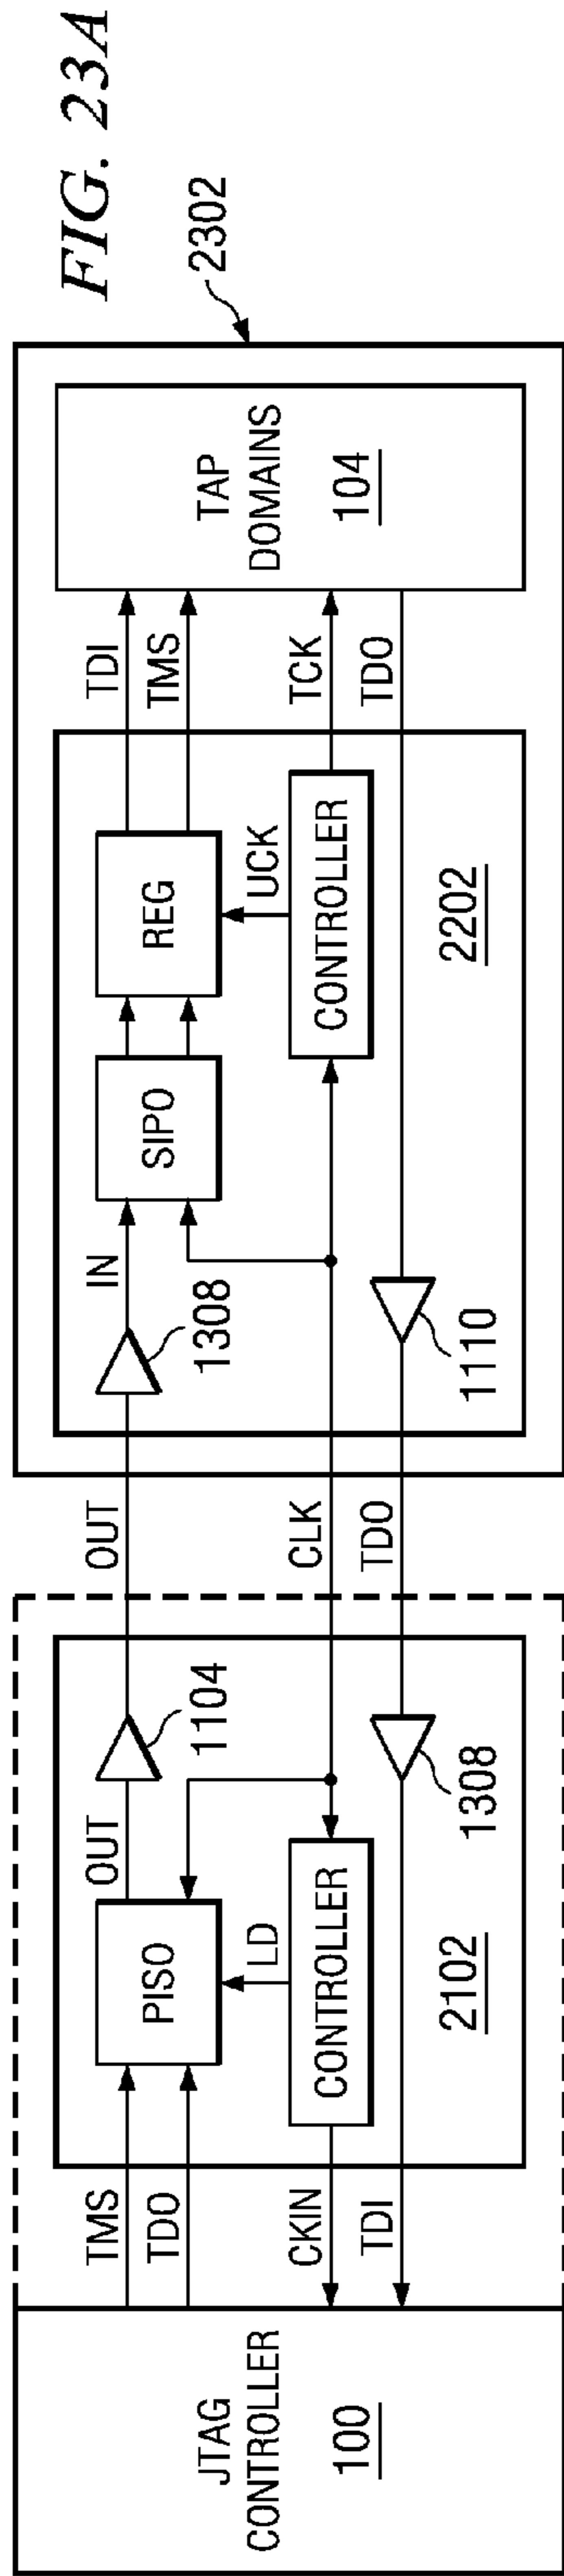 FIG. 23A
JTAG
CONTROLLER
100
TMS
TDO
CKIN
TDI
PISO
LD
CONTROLLER
2102
OUT
1104
1308
OUT
CLK
TDO
1308
IN
SIPO
REG
UCK
CONTROLLER
1110
2202
TDI
TMS
TCK
TDO
TAP
DOMAINS
104
2302